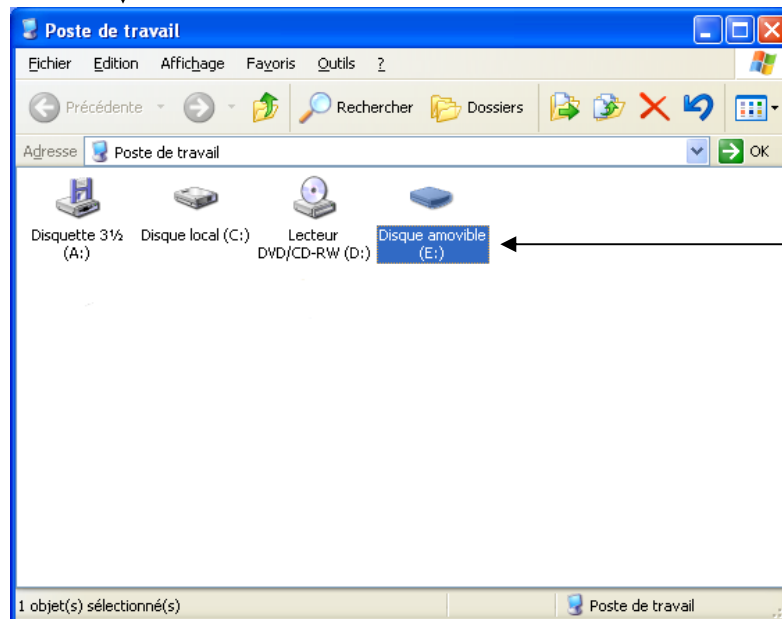 Poste de travail
Fichier Edition Affichage Favoris Outils ?
Précédente Rechercher Dossiers
Adresse Poste de travail OK
Disquette 3½ (A:)
Disque local (C:)
Lecteur DVD/CD-RW (D:)
Disque amovible (E:)
1 objet(s) sélectionné(s) Poste de travail